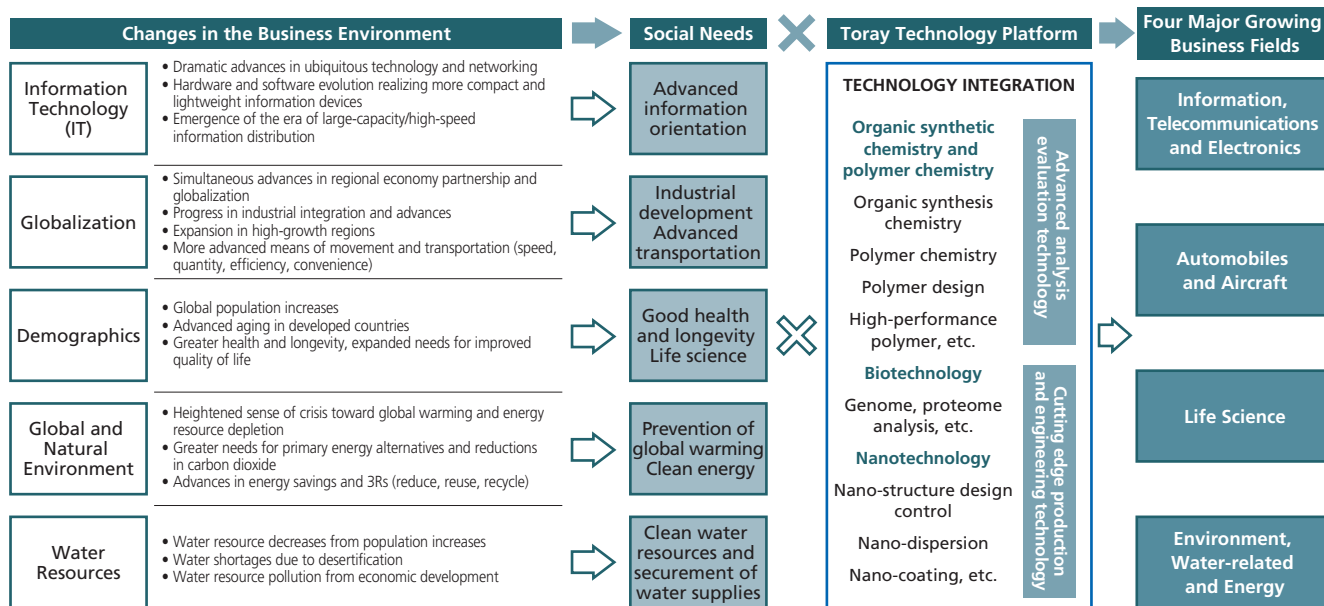 Changes in the Business Environment
Social Needs
Toray Technology Platform
Four Major Growing
Business Fields
Information
Technology
(IT)
• Dramatic advances in ubiquitous technology and networking
• Hardware and software evolution realizing more compact and
lightweight information devices
• Emergence of the era of large-capacity/high-speed
information distribution
Advanced
information
orientation
Globalization
• Simultaneous advances in regional economy partnership and
globalization
• Progress in industrial integration and advances
• Expansion in high-growth regions
• More advanced means of movement and transportation (speed,
quantity, efficiency, convenience)
Industrial
development
Advanced
transportation
Demographics
• Global population increases
• Advanced aging in developed countries
• Greater health and longevity, expanded needs for improved
quality of life
Good health
and longevity
Life science
Global and
Natural
Environment
• Heightened sense of crisis toward global warming and energy
resource depletion
• Greater needs for primary energy alternatives and reductions
in carbon dioxide
• Advances in energy savings and 3Rs (reduce, reuse, recycle)
Prevention of
global warming
Clean energy
Water
Resources
• Water resource decreases from population increases
• Water shortages due to desertification
• Water resource pollution from economic development
Clean water
resources and
securement of
water supplies
TECHNOLOGY INTEGRATION
Organic synthetic
chemistry and
polymer chemistry
Organic synthesis
chemistry
Polymer chemistry
Polymer design
High-performance
polymer, etc.
Biotechnology
Genome, proteome
analysis, etc.
Nanotechnology
Nano-structure design
control
Nano-dispersion
Nano-coating, etc.
Advanced analysis
evaluation technology
Cutting edge production
and engineering technology
Information,
Telecommunications
and Electronics
Automobiles
and Aircraft
Life Science
Environment,
Water-related
and Energy